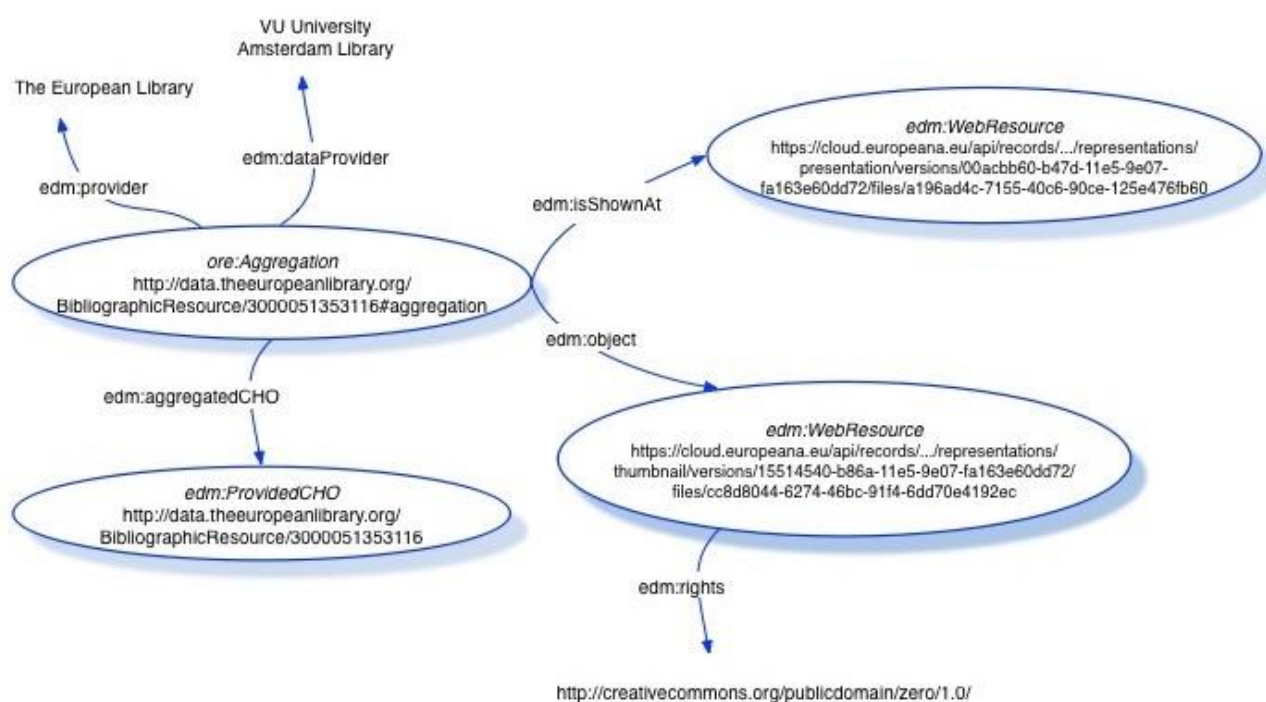 VU University
Amsterdam Library
The European Library
edm:dataProvider
edm:provider
edm:WebResource
https://cloud.europeana.eu/api/records/.../representations/
presentation/versions/00acbb60-b47d-11e5-9e07-
fa163e60dd72/files/a196ad4c-7155-40c6-90ce-125e476fb60
edm:isShownAt
ore:Aggregation
http://data.theeuropeanlibrary.org/
BibliographicResource/3000051353116#aggregation
edm:object
edm:aggregatedCHO
edm:WebResource
https://cloud.europeana.eu/api/records/.../representations/
thumbnail/versions/15514540-b86a-11e5-9e07-fa163e60dd72/
files/cc8d8044-6274-46bc-91f4-6dd70e4192ec
edm:ProvidedCHO
http://data.theeuropeanlibrary.org/
BibliographicResource/3000051353116
edm:rights
http://creativecommons.org/publicdomain/zero/1.0/